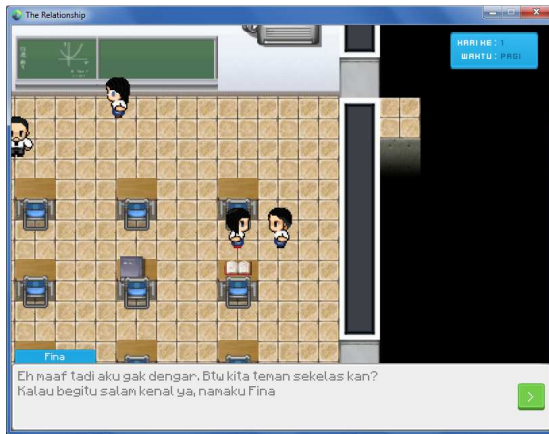 The Relationship
HARI KE : 1
WAKTU : PAGI
Fina
Eh maaf tadi aku gak dengar. Btw kita teman sekelas kan?
Kalau begitu salam kenal ya, namaku Fina